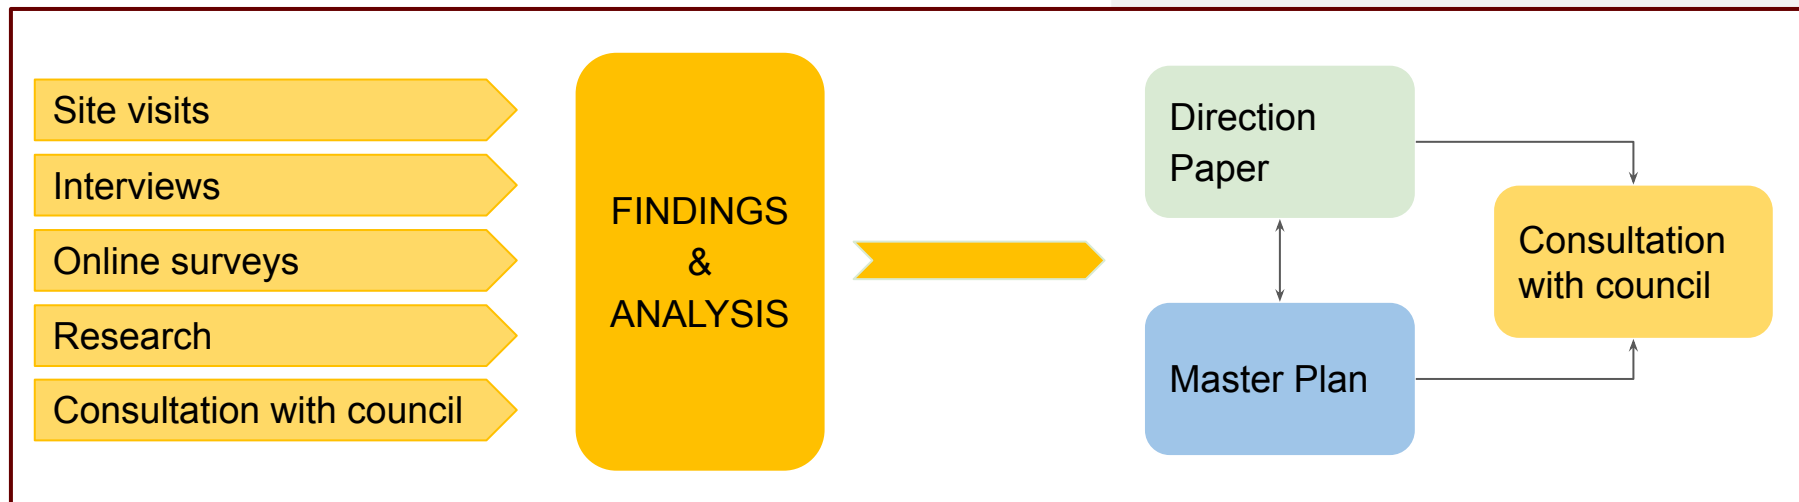 Site visits
Interviews
Online surveys
Research
Consultation with council
FINDINGS
&
ANALYSIS
Direction
Paper
Master Plan
Consultation
with council